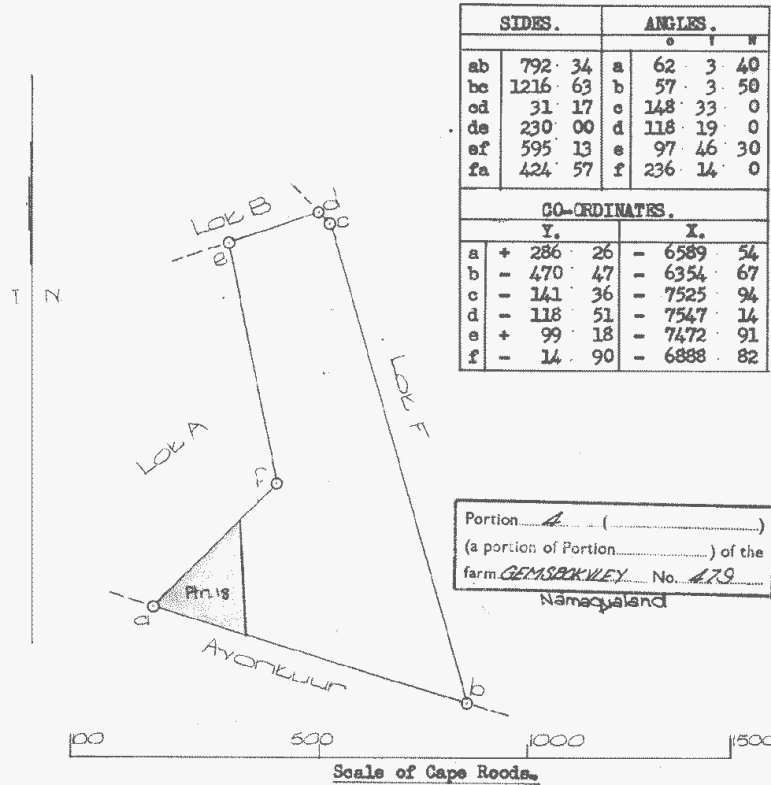 SIDES. ANGLES.
o ' "
ab 792 · 34 a 62 · 3 · 40
bc 1216 · 63 b 57 · 3 · 50
cd 31 · 17 c 148 · 33 · 0
de 230 · 00 d 118 · 19 · 0
ef 595 · 13 e 97 · 46 · 30
fa 424 · 57 f 236 · 14 · 0
CO-ORDINATES.
Y. X.
a + 286 · 26 - 6589 · 54
b - 470 · 47 - 6354 · 67
c - 141 · 36 - 7525 · 94
d - 118 · 51 - 7547 · 14
e + 99 · 18 - 7472 · 91
f - 14 · 90 - 6888 · 82
Lot B
d
c
e
T N
Lot F
Lot A
f
Ptn 18
a
Avontuur
b
Portion 4 (            )
(a portion of Portion            ) of the
farm GEMSBOKVLEY No. 479
Namaqualand
500 1000 1500
Scale of Cape Roods.